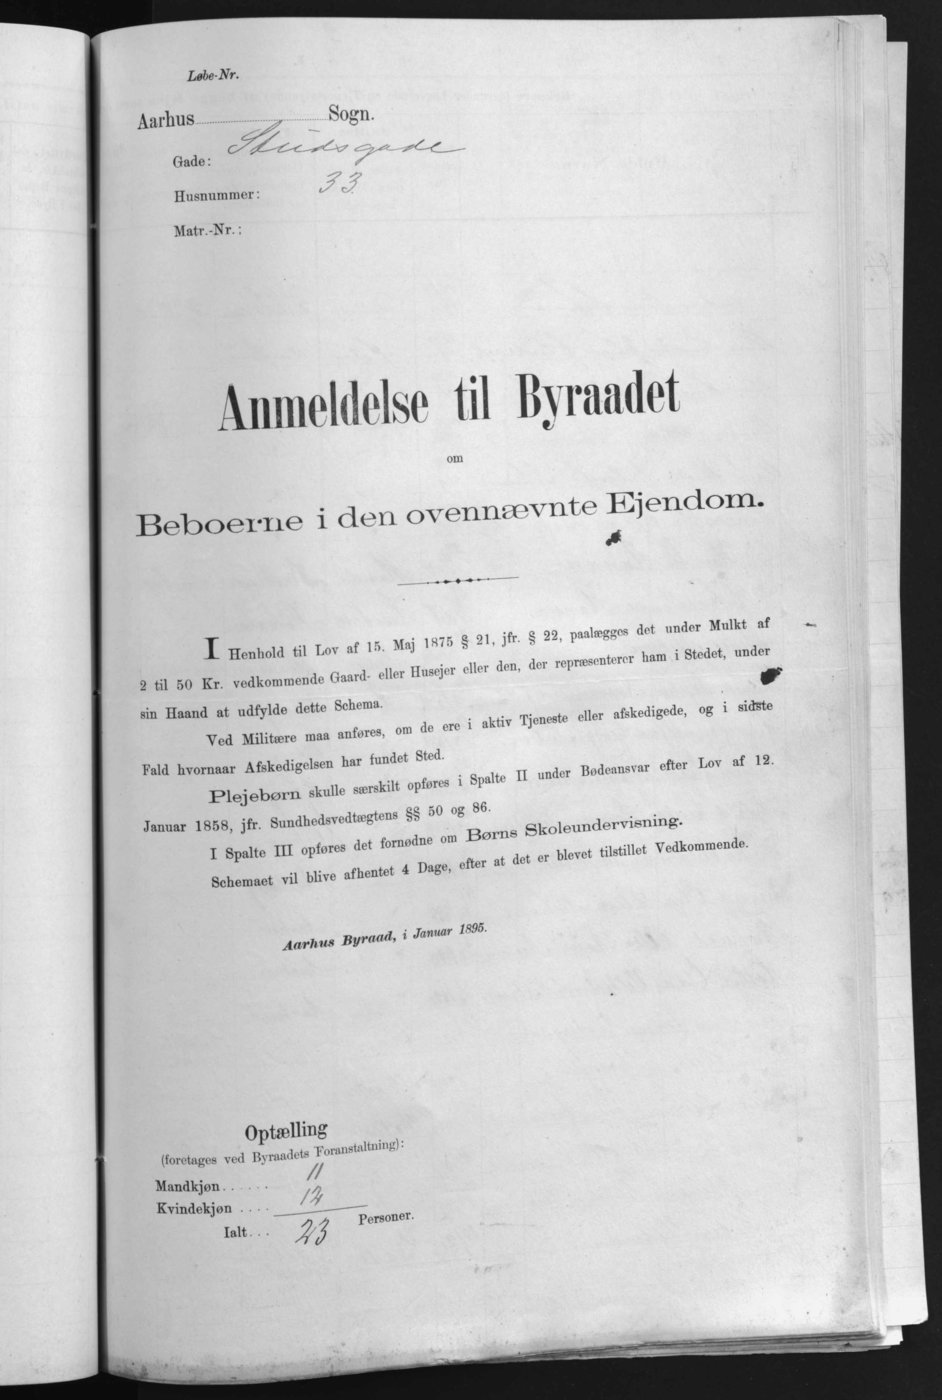 Løbe-Nr.
Aarhus Sogn.
Gade: Studsgade
Husnummer: 33.
Matr.-Nr.:
Anmeldelse til Byraadet
om
Beboerne i den ovennævnte Ejendom.
I Henhold til Lov af 15. Maj 1875 § 21, jfr. § 22, paalægges det under Mulkt af
2 til 50 Kr. vedkommende Gaard- eller Husejer eller den, der repræsenterer ham i Stedet, under
sin Haand at udfylde dette Schema.
Ved Militære maa anføres, om de ere i aktiv Tjeneste eller afskedigede, og i sidste
Fald hvornaar Afskedigelsen har fundet Sted.
Plejebørn skulle særskilt opføres i Spalte II under Bødeansvar efter Lov af 12.
Januar 1858, jfr. Sundhedsvedtægtens §§ 50 og 86.
I Spalte III opføres det fornødne om Børns Skoleundervisning.
Schemaet vil blive afhentet 4 Dage, efter at det er blevet tilstillet Vedkommende.
Aarhus Byraad, i Januar 1895.
Optælling
(foretages ved Byraadets Foranstaltning):
Mandkjøn...... 11
Kvindekjøn .... 12
Ialt... 23 Personer.